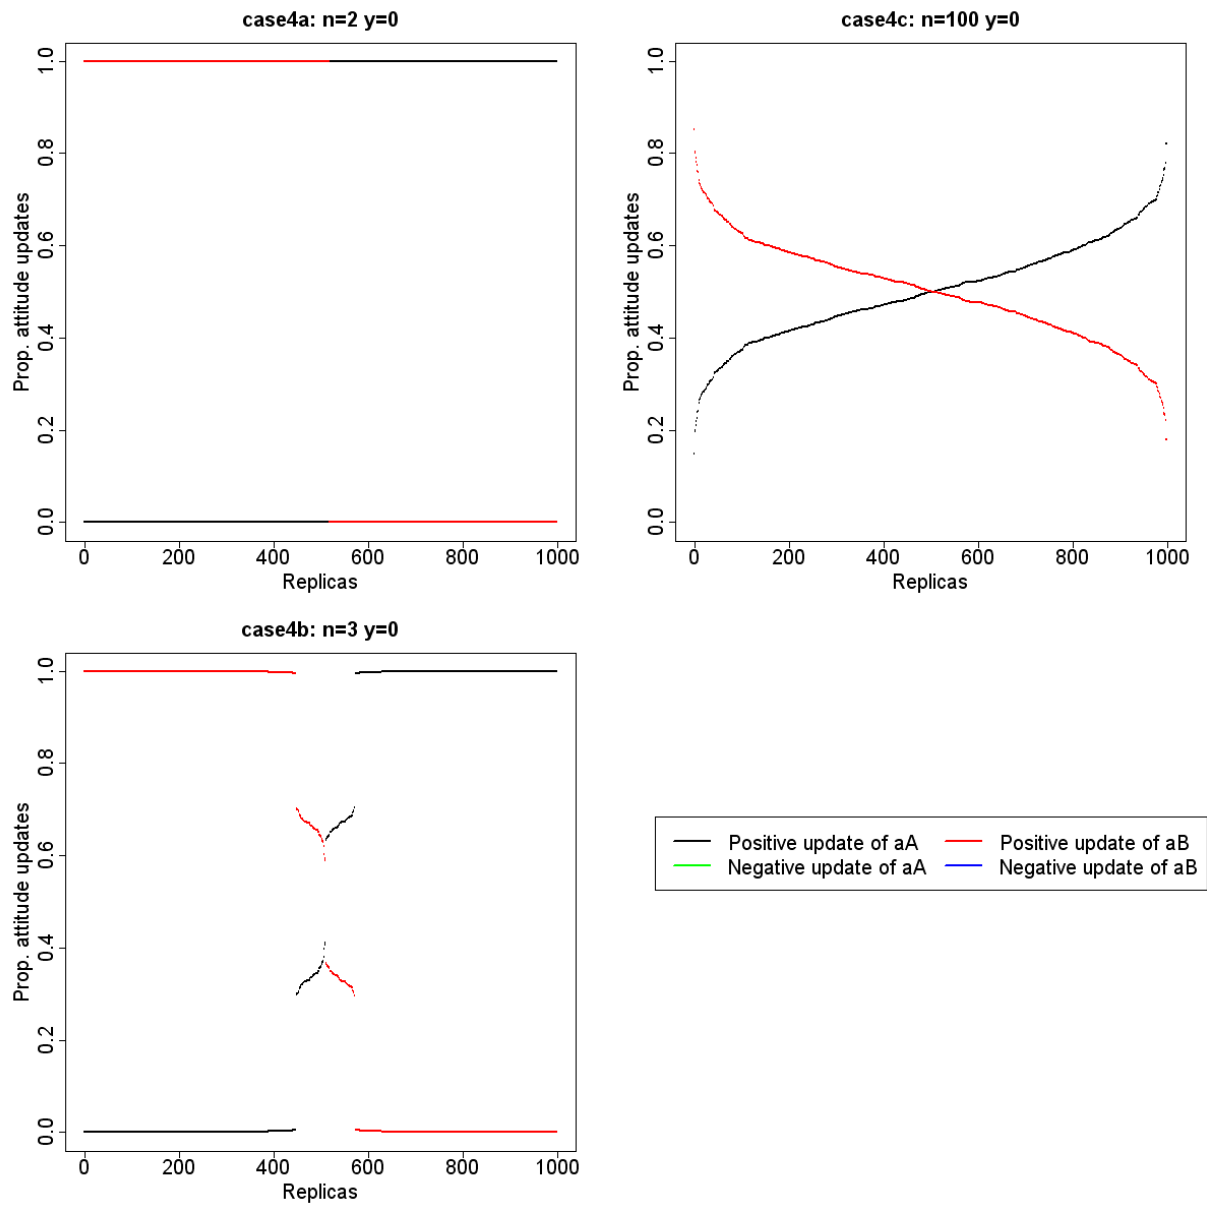 case4a: n=2 y=0
Prop. attitude updates
1.0
0.8
0.6
0.4
0.2
0.0
0 200 400 600 800 1000
Replicas
case4c: n=100 y=0
Prop. attitude updates
1.0
0.8
0.6
0.4
0.2
0.0
0 200 400 600 800 1000
Replicas
case4b: n=3 y=0
Prop. attitude updates
1.0
0.8
0.6
0.4
0.2
0.0
0 200 400 600 800 1000
Replicas
Positive update of aA Positive update of aB
Negative update of aA Negative update of aB